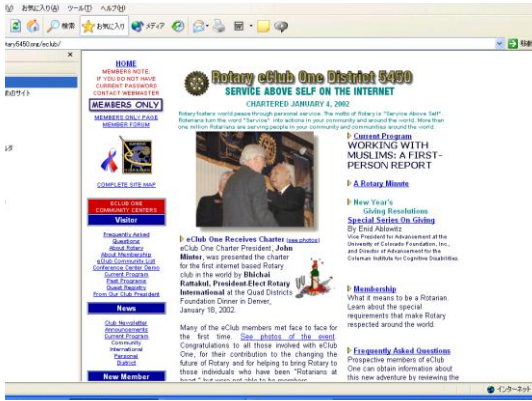 お気に入り(A) ツール(T) ヘルプ(H)
検索 お気に入り メディア
tary5450.one/eclub/
移動
HOME
MEMBERS NOTE:
IF YOU DO NOT HAVE
CURRENT PASSWORD
CONTACT WEBMASTER
MEMBERS ONLY
MEMBERS ONLY PAGE
MEMBER FORUM
COMPLETE SITE MAP
ECLUB ONE
COMMUNITY CENTERS
Visitor
Frequently Asked
Questions
About Rotary
About Membership
eClub Community List
Conference Center Demo
Current Program
Past Programs
Guest Registry
From Our Club President
News
Club Newsletter
Announcements
Current Program
Community
International
Personal
District
New Member
Rotary eClub One District 5450
SERVICE ABOVE SELF ON THE INTERNET
CHARTERED JANUARY 4, 2002
Rotary fosters world peace through personal service. The motto of Rotary is "Service Above Self".
Rotarians turn the word "Service" into actions in your community and around the world. More than
one million Rotarians are serving people in your community and communities around the world.
eClub One Receives Charter (see photos)
eClub One Charter President, John
Minter, was presented the charter
for the first internet based Rotary
club in the world by Bhichai
Rattakul, President-Elect Rotary
International at the Quad Districts
Foundation Dinner in Denver,
January 18, 2002.
Many of the eClub members met face to face for
the first time. See photos of the event.
Congratulations to all those involved with eClub
One, for their contribution to the changing the
future of Rotary and for helping to bring Rotary to
those individuals who have been "Rotarians at
heart," but were not able to be members
Current Program
WORKING WITH
MUSLIMS: A FIRST-
PERSON REPORT
A Rotary Minute
New Year's
Giving Resolutions
Special Series On Giving
By Enid Ablowitz
Vice President for Advancement at the
University of Colorado Foundation, Inc.,
and Director of Advancement for the
Coleman Institute for Cognitive Disabilities.
Membership
What it means to be a Rotarian.
Learn about the special
requirements that make Rotary
respected around the world.
Frequently Asked Questions
Prospective members of eClub
One can obtain information about
this new adventure by reviewing the
インターネット